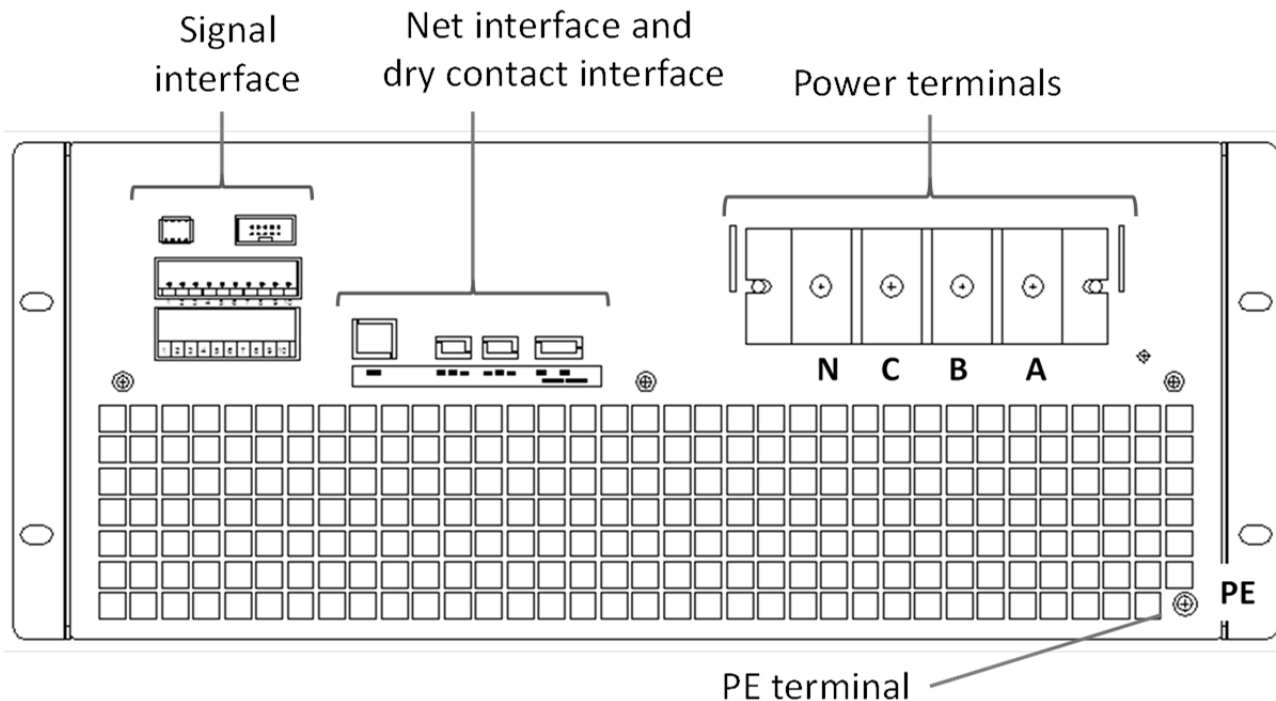 Signal
interface
Net interface and
dry contact interface
Power terminals
N C B A
PE
PE terminal